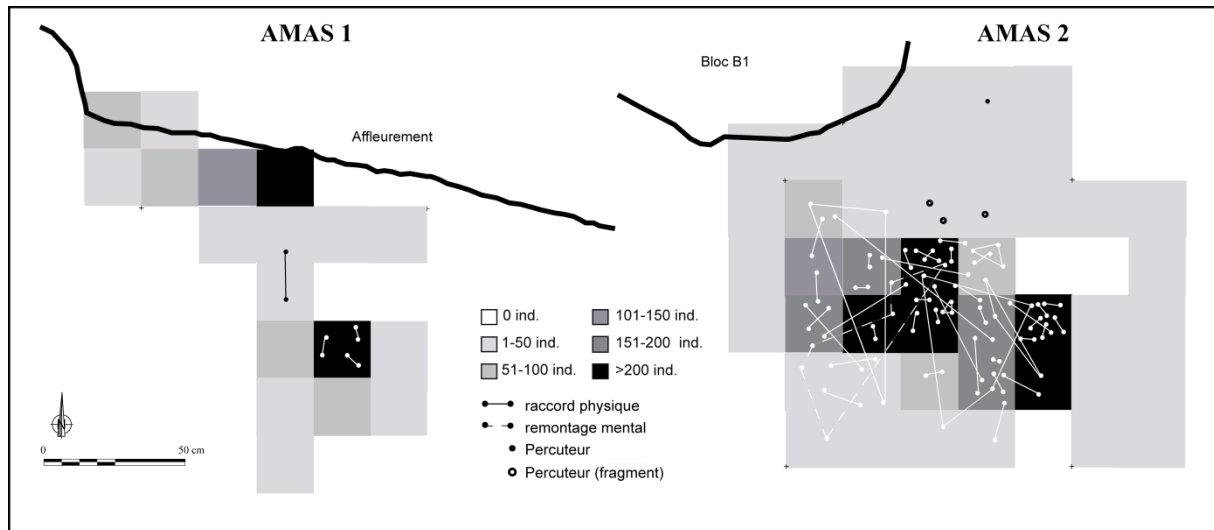 AMAS 1
AMAS 2
Bloc B1
Affleurement
0 ind.
101-150 ind.
1-50 ind.
151-200 ind.
51-100 ind.
>200 ind.
raccord physique
remontage mental
Percuteur
Percuteur (fragment)
N
0
50 cm